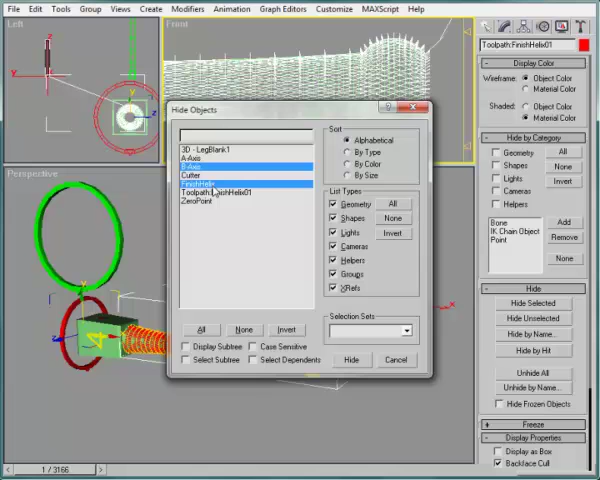 File Edit Tools Group Views Create Modifiers Animation Graph Editors Customize MAXScript Help
Left
Front
Toolpath:FinishHelix01
Display Color
Wireframe: Object Color
Material Color
Shaded: Object Color
Material Color
Hide by Category
Geometry All
Shapes None
Lights Invert
Cameras
Helpers
Bone Add
IK Chain Object Remove
Point
None
Hide
Hide Selected
Hide Unselected
Hide by Name...
Hide by Hit
Unhide All
Unhide by Name...
Hide Frozen Objects
Freeze
Display Properties
Display as Box
Backface Cull
Hide Objects
3D - LegBlank1
A-Axis
B-Axis
Cutter
FinishHelix
Toolpath:FinishHelix01
ZeroPoint
Sort
Alphabetical
By Type
By Color
By Size
List Types
Geometry All
Shapes None
Lights Invert
Cameras
Helpers
Groups
XRefs
Selection Sets
All None Invert
Display Subtree Case Sensitive
Select Subtree Select Dependents
Hide Cancel
Perspective
x
y
z
4
x
1 / 3166